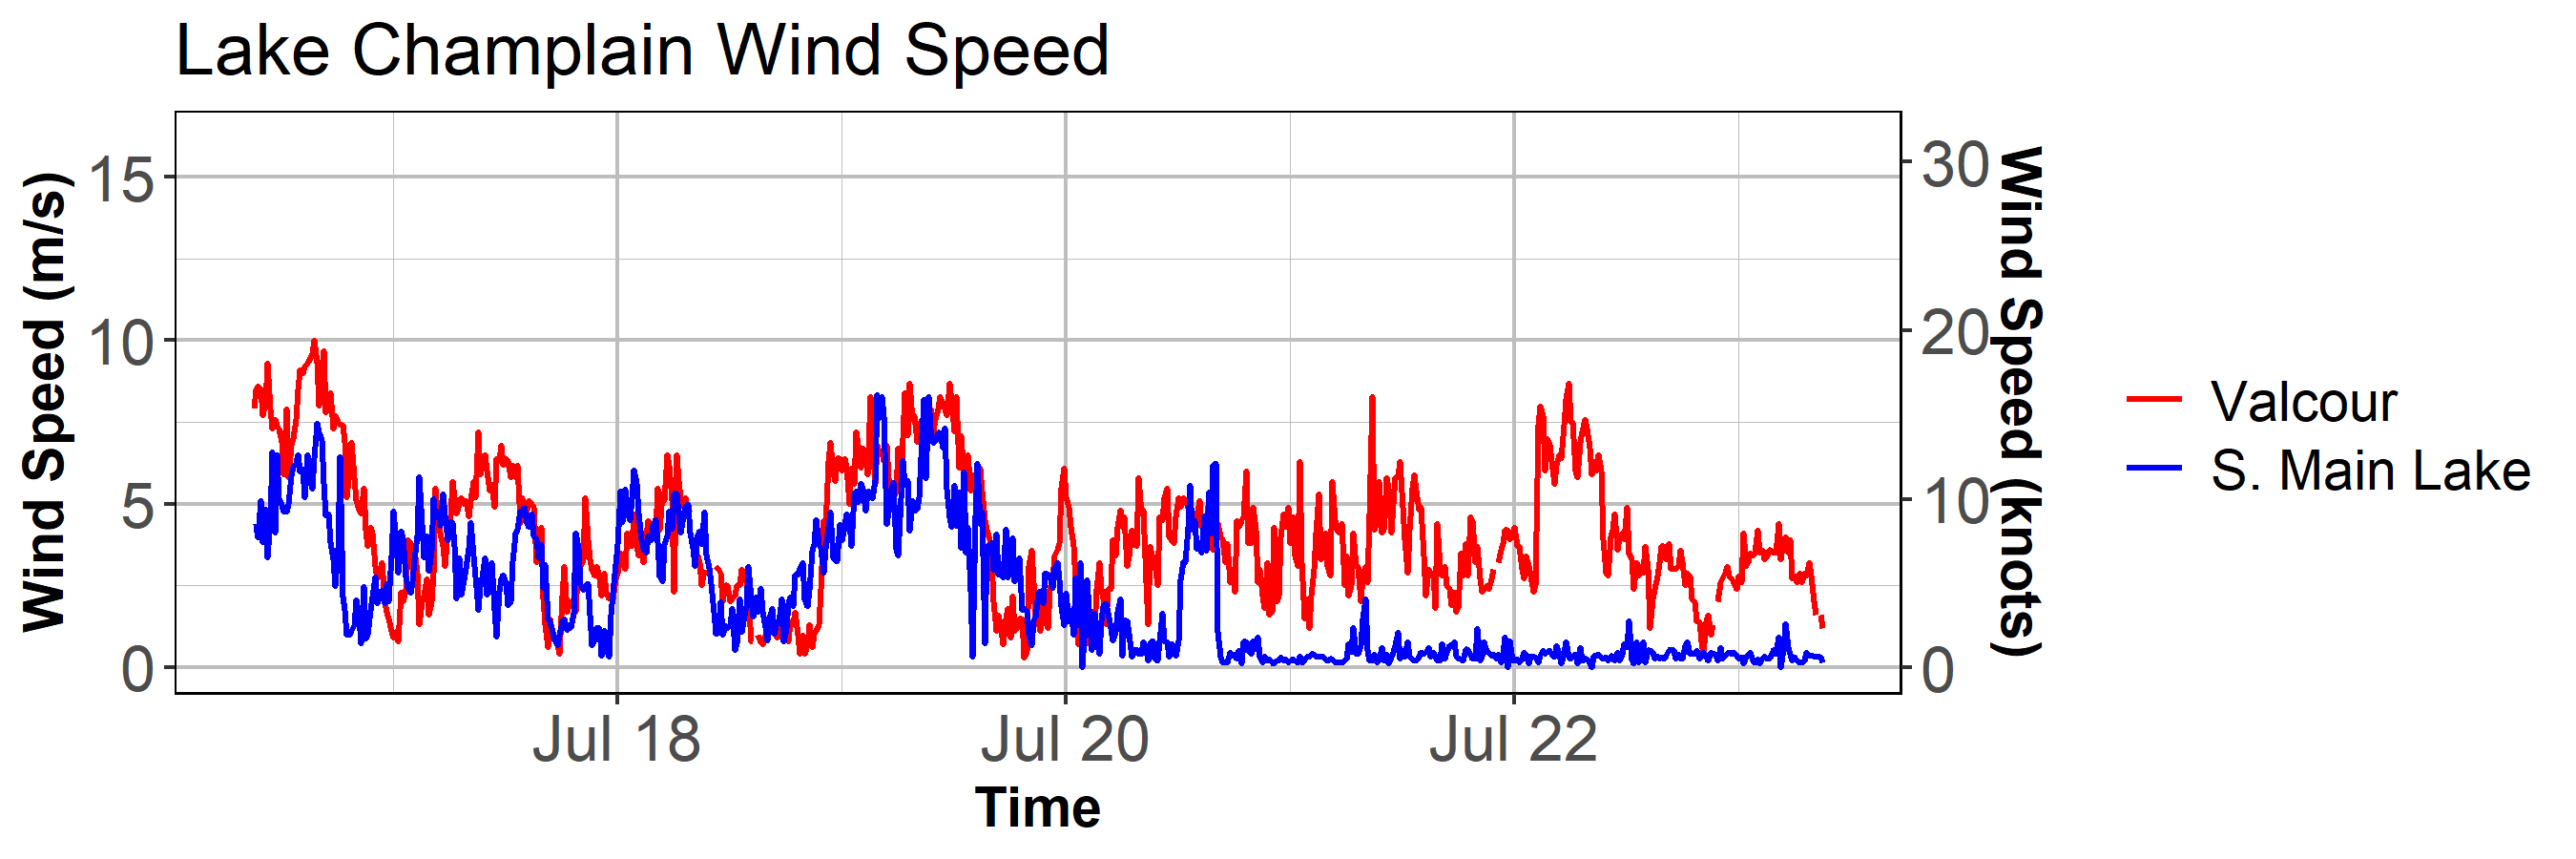 Lake Champlain Wind Speed
Wind Speed (m/s)
15
10
5
0
30
20
10
0
Wind Speed (knots)
Jul 18
Jul 20
Jul 22
Time
Valcour
S. Main Lake